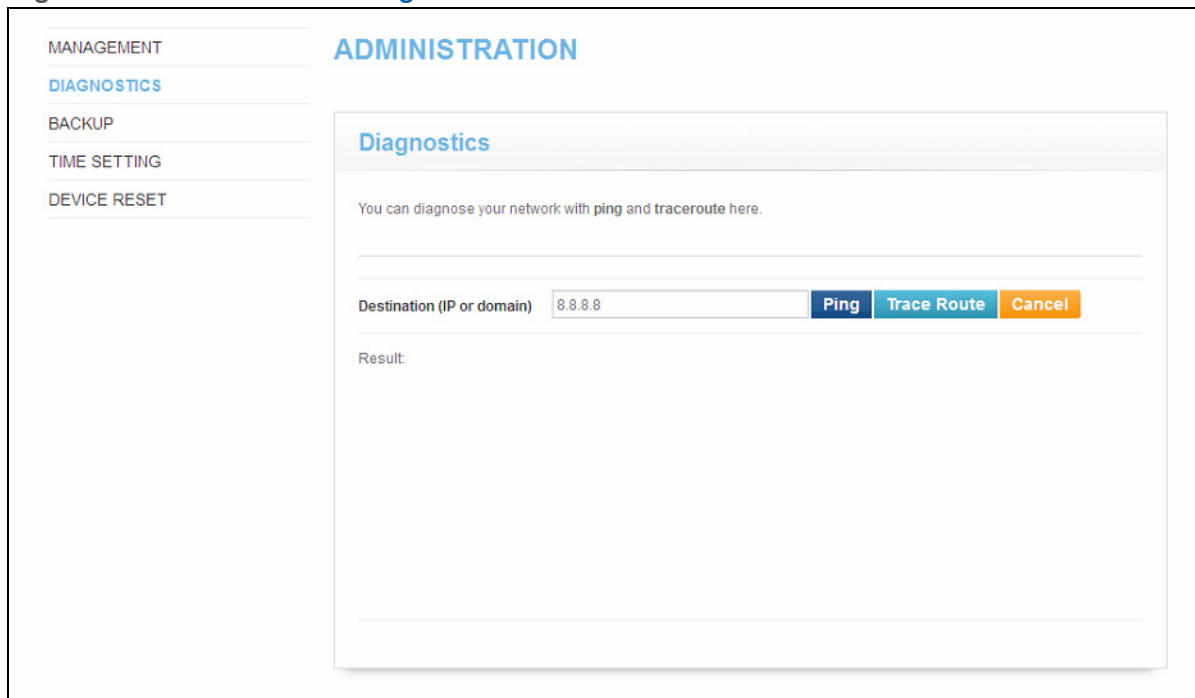 MANAGEMENT
DIAGNOSTICS
BACKUP
TIME SETTING
DEVICE RESET
ADMINISTRATION
Diagnostics
You can diagnose your network with ping and traceroute here.
Destination (IP or domain) 8.8.8.8 Ping Trace Route Cancel
Result: